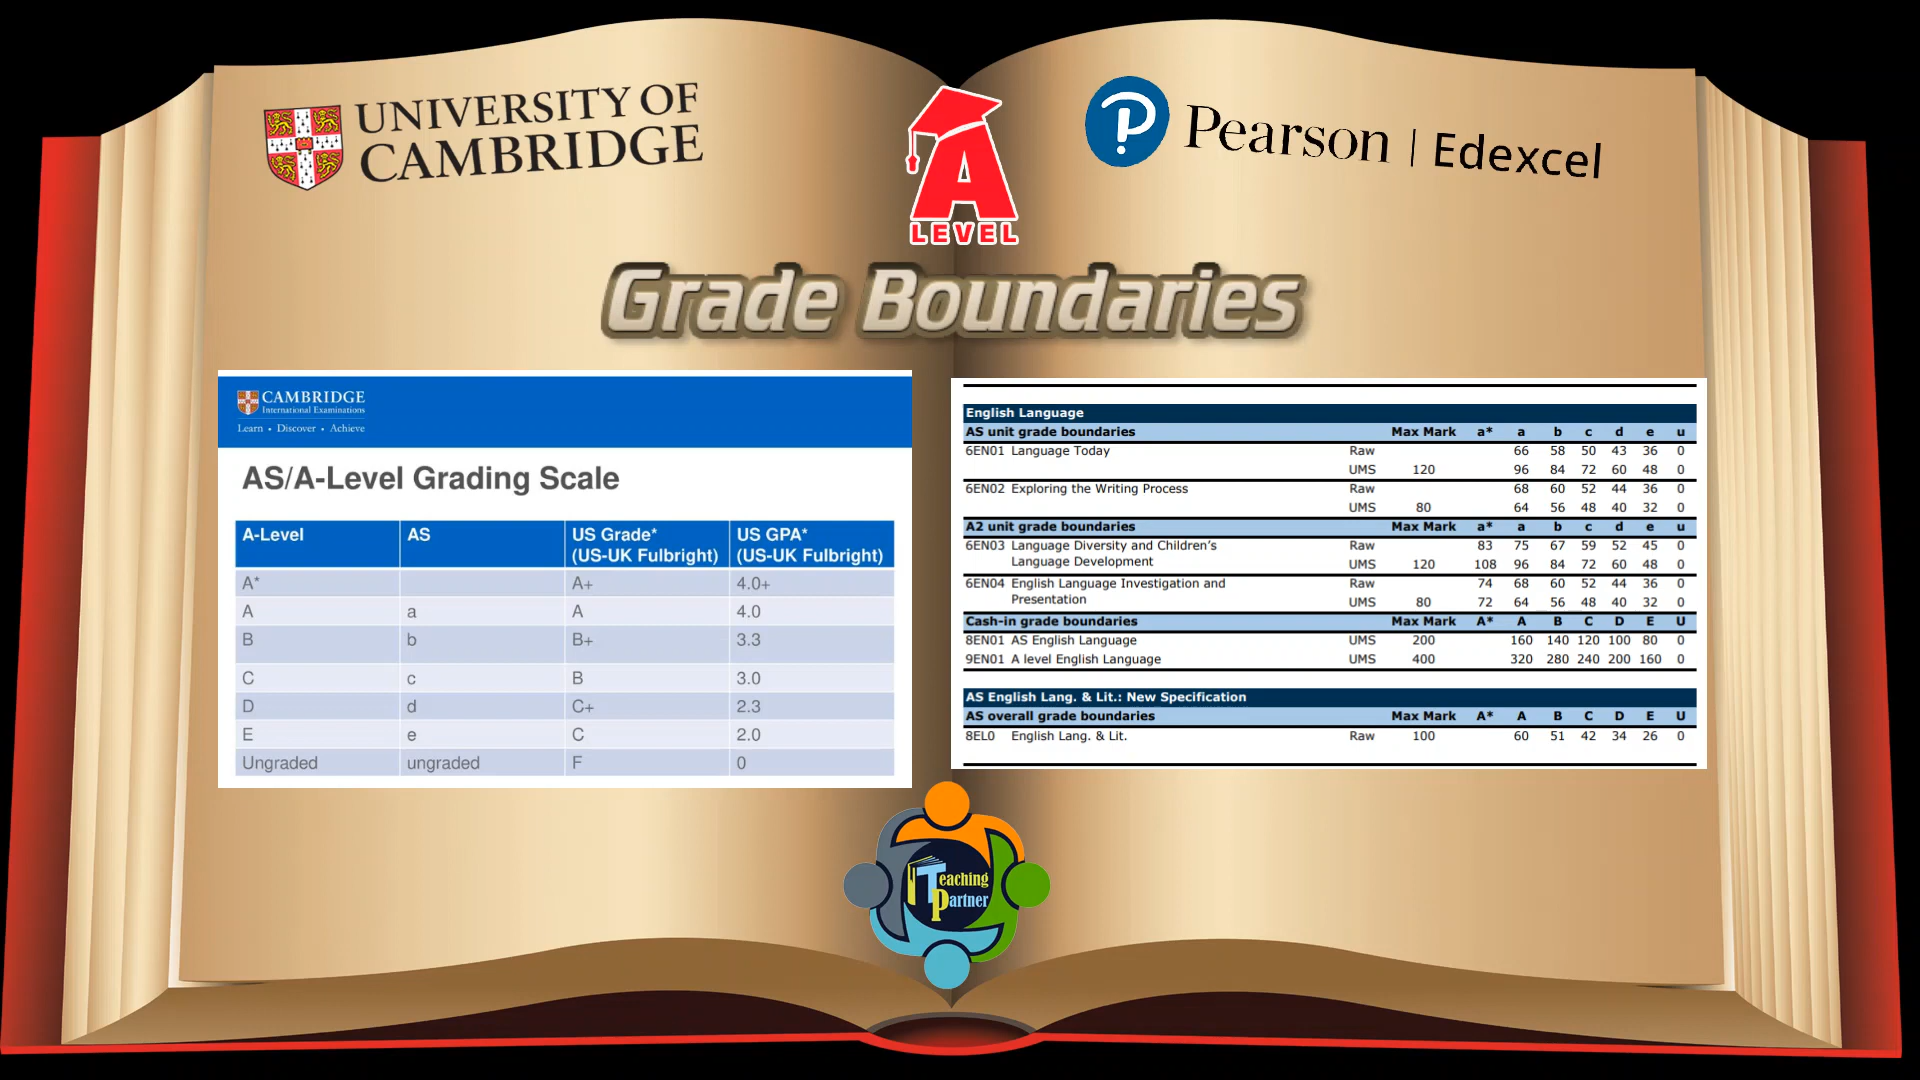 UNIVERSITY OF
CAMBRIDGE
A
LEVEL
Pearson | Edexcel
Grade Boundaries
CAMBRIDGE
International Examinations
Learn • Discover • Achieve
AS/A-Level Grading Scale
A-Level AS US Grade* (US-UK Fulbright) US GPA* (US-UK Fulbright)
A* A+ 4.0+
A a A 4.0
B b B+ 3.3
C c B 3.0
D d C+ 2.3
E e C 2.0
Ungraded ungraded F 0
English Language
AS unit grade boundaries Max Mark a* a b c d e u
6EN01 Language Today Raw 66 58 50 43 36 0
UMS 120 96 84 72 60 48 0
6EN02 Exploring the Writing Process Raw 68 60 52 44 36 0
UMS 80 64 56 48 40 32 0
A2 unit grade boundaries Max Mark a* a b c d e u
6EN03 Language Diversity and Children's Raw 83 75 67 59 52 45 0
Language Development UMS 120 108 96 84 72 60 48 0
6EN04 English Language Investigation and Raw 74 68 60 52 44 36 0
Presentation UMS 80 72 64 56 48 40 32 0
Cash-in grade boundaries Max Mark A* A B C D E U
8EN01 AS English Language UMS 200 160 140 120 100 80 0
9EN01 A level English Language UMS 400 320 280 240 200 160 0
AS English Lang. & Lit.: New Specification
AS overall grade boundaries Max Mark A* A B C D E U
8EL0 English Lang. & Lit. Raw 100 60 51 42 34 26 0
Teaching
Partner